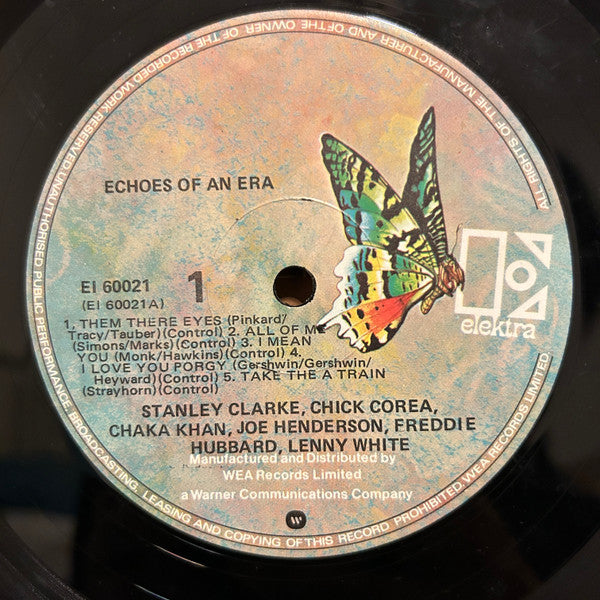 ALL RIGHTS OF THE MANUFACTURER AND OF THE OWNER OF THE RECORDED WORK RESERVED. UNAUTHORISED PUBLIC PERFORMANCE, BROADCASTING, LEASING AND COPYING OF THIS RECORD PROHIBITED. WEA RECORDS LIMITED
ECHOES OF AN ERA
EI 60021 1
(EI 60021A)
elektra
1, THEM THERE EYES (Pinkard/
Tracy/Tauber)(Control) 2. ALL OF ME
(Simons/Marks)(Control) 3. I MEAN
YOU (Monk/Hawkins)(Control) 4.
I LOVE YOU PORGY (Gershwin/Gershwin/
Heyward)(Control) 5. TAKE THE A TRAIN
(Strayhorn)(Control)
STANLEY CLARKE, CHICK COREA,
CHAKA KHAN, JOE HENDERSON, FREDDIE
HUBBARD, LENNY WHITE
Manufactured and Distributed by
WEA Records Limited
a Warner Communications Company